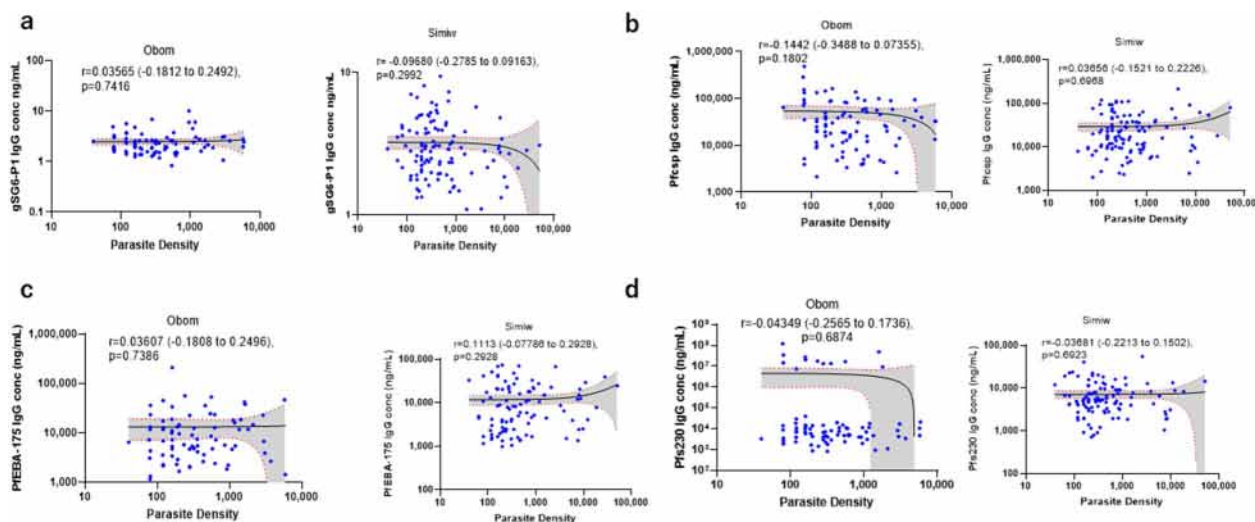 a
Obom
r=0.03565 (-0.1812 to 0.2492),
p=0.7416
gSG6-P1 IgG conc ng/mL
100
10
1
0.1
10
100
1,000
10,000
Parasite Density
Simiw
r= -0.09680 (-0.2785 to 0.09163),
p=0.2992
gSG6-P1 IgG conc ng/mL
10
1
10
100
1,000
10,000
100,000
Parasite Density
b
Obom
r=-0.1442 (-0.3488 to 0.07355),
p=0.1802
Pfcsp IgG conc (ng/mL)
1,000,000
100,000
10,000
1,000
10
100
1,000
10,000
Parasite Density
Simiw
r=0.03656 (-0.1521 to 0.2226),
p=0.6968
Pfcsp IgG conc (ng/mL)
1,000,000
100,000
10,000
1,000
10
100
1,000
10,000
100,000
Parasite Density
c
Obom
r=0.03607 (-0.1808 to 0.2496),
p=0.7386
PfEBA-175 IgG conc ng/mL)
1,000,000
100,000
10,000
1,000
10
100
1,000
10,000
Parasite Density
Simiw
r=0.1113 (-0.07786 to 0.2928),
p=0.2928
PfEBA-175 IgG conc (ng/mL)
100,000
10,000
1,000
100
10
100
1,000
10,000
100,000
Parasite Density
d
Obom
r=-0.04349 (-0.2565 to 0.1736),
p=0.6874
Pfs230 IgG conc (ng/mL)
10⁹
10⁸
10⁷
10⁶
10⁵
10⁴
10³
10²
10
100
1,000
10,000
Parasite Density
Simiw
r=-0.03681 (-0.2213 to 0.1502),
p=0.6923
Pfs230 IgG conc (ng/mL)
100,000
10,000
1,000
100
10
100
1,000
10,000
100,000
Parasite Density